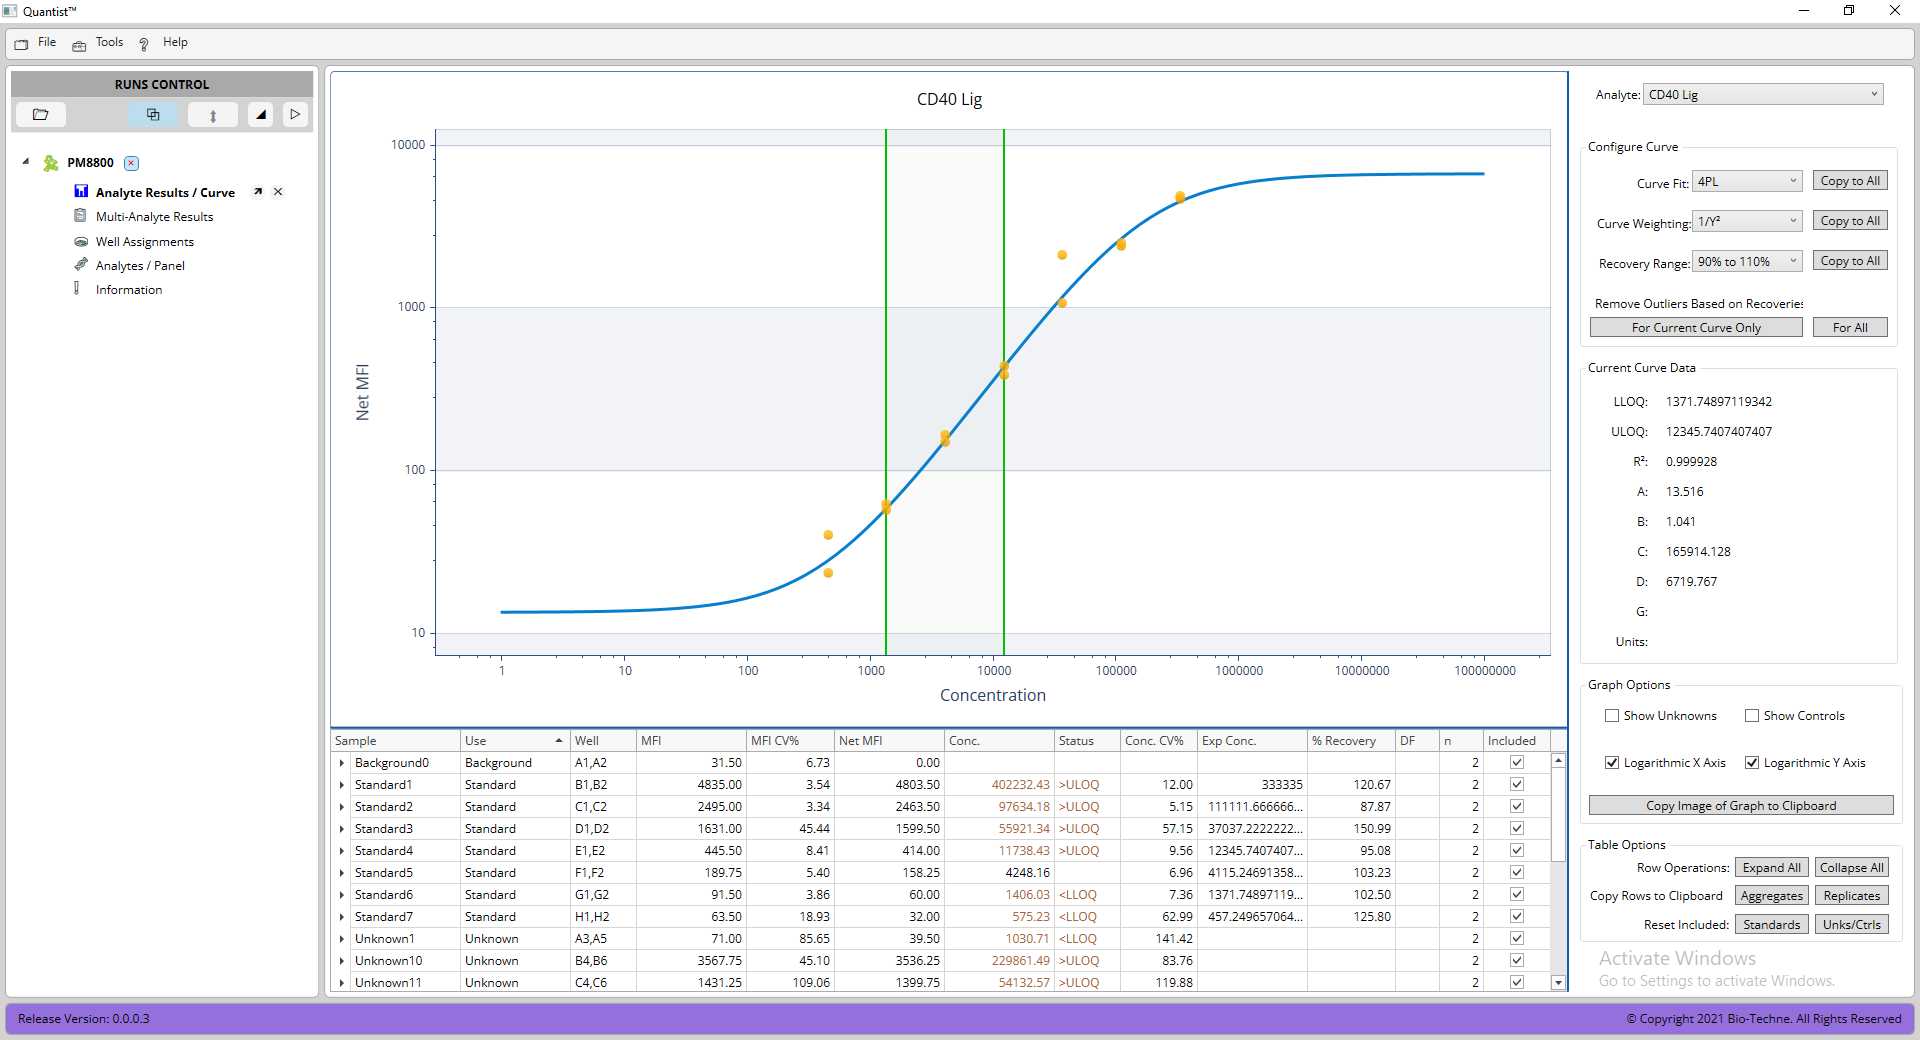 Quantist™
File Tools ? Help
RUNS CONTROL
PM8800
Analyte Results / Curve
Multi-Analyte Results
Well Assignments
Analytes / Panel
Information
CD40 Lig
10000
1000
100
10
Net MFI
1 10 100 1000 10000 100000 1000000 10000000 100000000
Concentration
Sample Use Well MFI MFI CV% Net MFI Conc. Status Conc. CV% Exp Conc. % Recovery DF n Included
Background0 Background A1,A2 31.50 6.73 0.00 2
Standard1 Standard B1,B2 4835.00 3.54 4803.50 402232.43 >ULOQ 12.00 333335 120.67 2
Standard2 Standard C1,C2 2495.00 3.34 2463.50 97634.18 >ULOQ 5.15 111111.666666... 87.87 2
Standard3 Standard D1,D2 1631.00 45.44 1599.50 55921.34 >ULOQ 57.15 37037.2222222... 150.99 2
Standard4 Standard E1,E2 445.50 8.41 414.00 11738.43 >ULOQ 9.56 12345.7407407... 95.08 2
Standard5 Standard F1,F2 189.75 5.40 158.25 4248.16 6.96 4115.24691358... 103.23 2
Standard6 Standard G1,G2 91.50 3.86 60.00 1406.03 <LLOQ 7.36 1371.74897119... 102.50 2
Standard7 Standard H1,H2 63.50 18.93 32.00 575.23 <LLOQ 62.99 457.249657064... 125.80 2
Unknown1 Unknown A3,A5 71.00 85.65 39.50 1030.71 <LLOQ 141.42 2
Unknown10 Unknown B4,B6 3567.75 45.10 3536.25 229861.49 >ULOQ 83.76 2
Unknown11 Unknown C4,C6 1431.25 109.06 1399.75 54132.57 >ULOQ 119.88 2
Analyte: CD40 Lig
Configure Curve
Curve Fit: 4PL Copy to All
Curve Weighting: 1/Y² Copy to All
Recovery Range: 90% to 110% Copy to All
Remove Outliers Based on Recoveries
For Current Curve Only For All
Current Curve Data
LLOQ: 1371.74897119342
ULOQ: 12345.7407407407
R²: 0.999928
A: 13.516
B: 1.041
C: 165914.128
D: 6719.767
G:
Units:
Graph Options
Show Unknowns Show Controls
Logarithmic X Axis Logarithmic Y Axis
Copy Image of Graph to Clipboard
Table Options
Row Operations: Expand All Collapse All
Copy Rows to Clipboard Aggregates Replicates
Reset Included: Standards Unks/Ctrls
Activate Windows
Go to Settings to activate Windows.
Release Version: 0.0.0.3
© Copyright 2021 Bio-Techne. All Rights Reserved